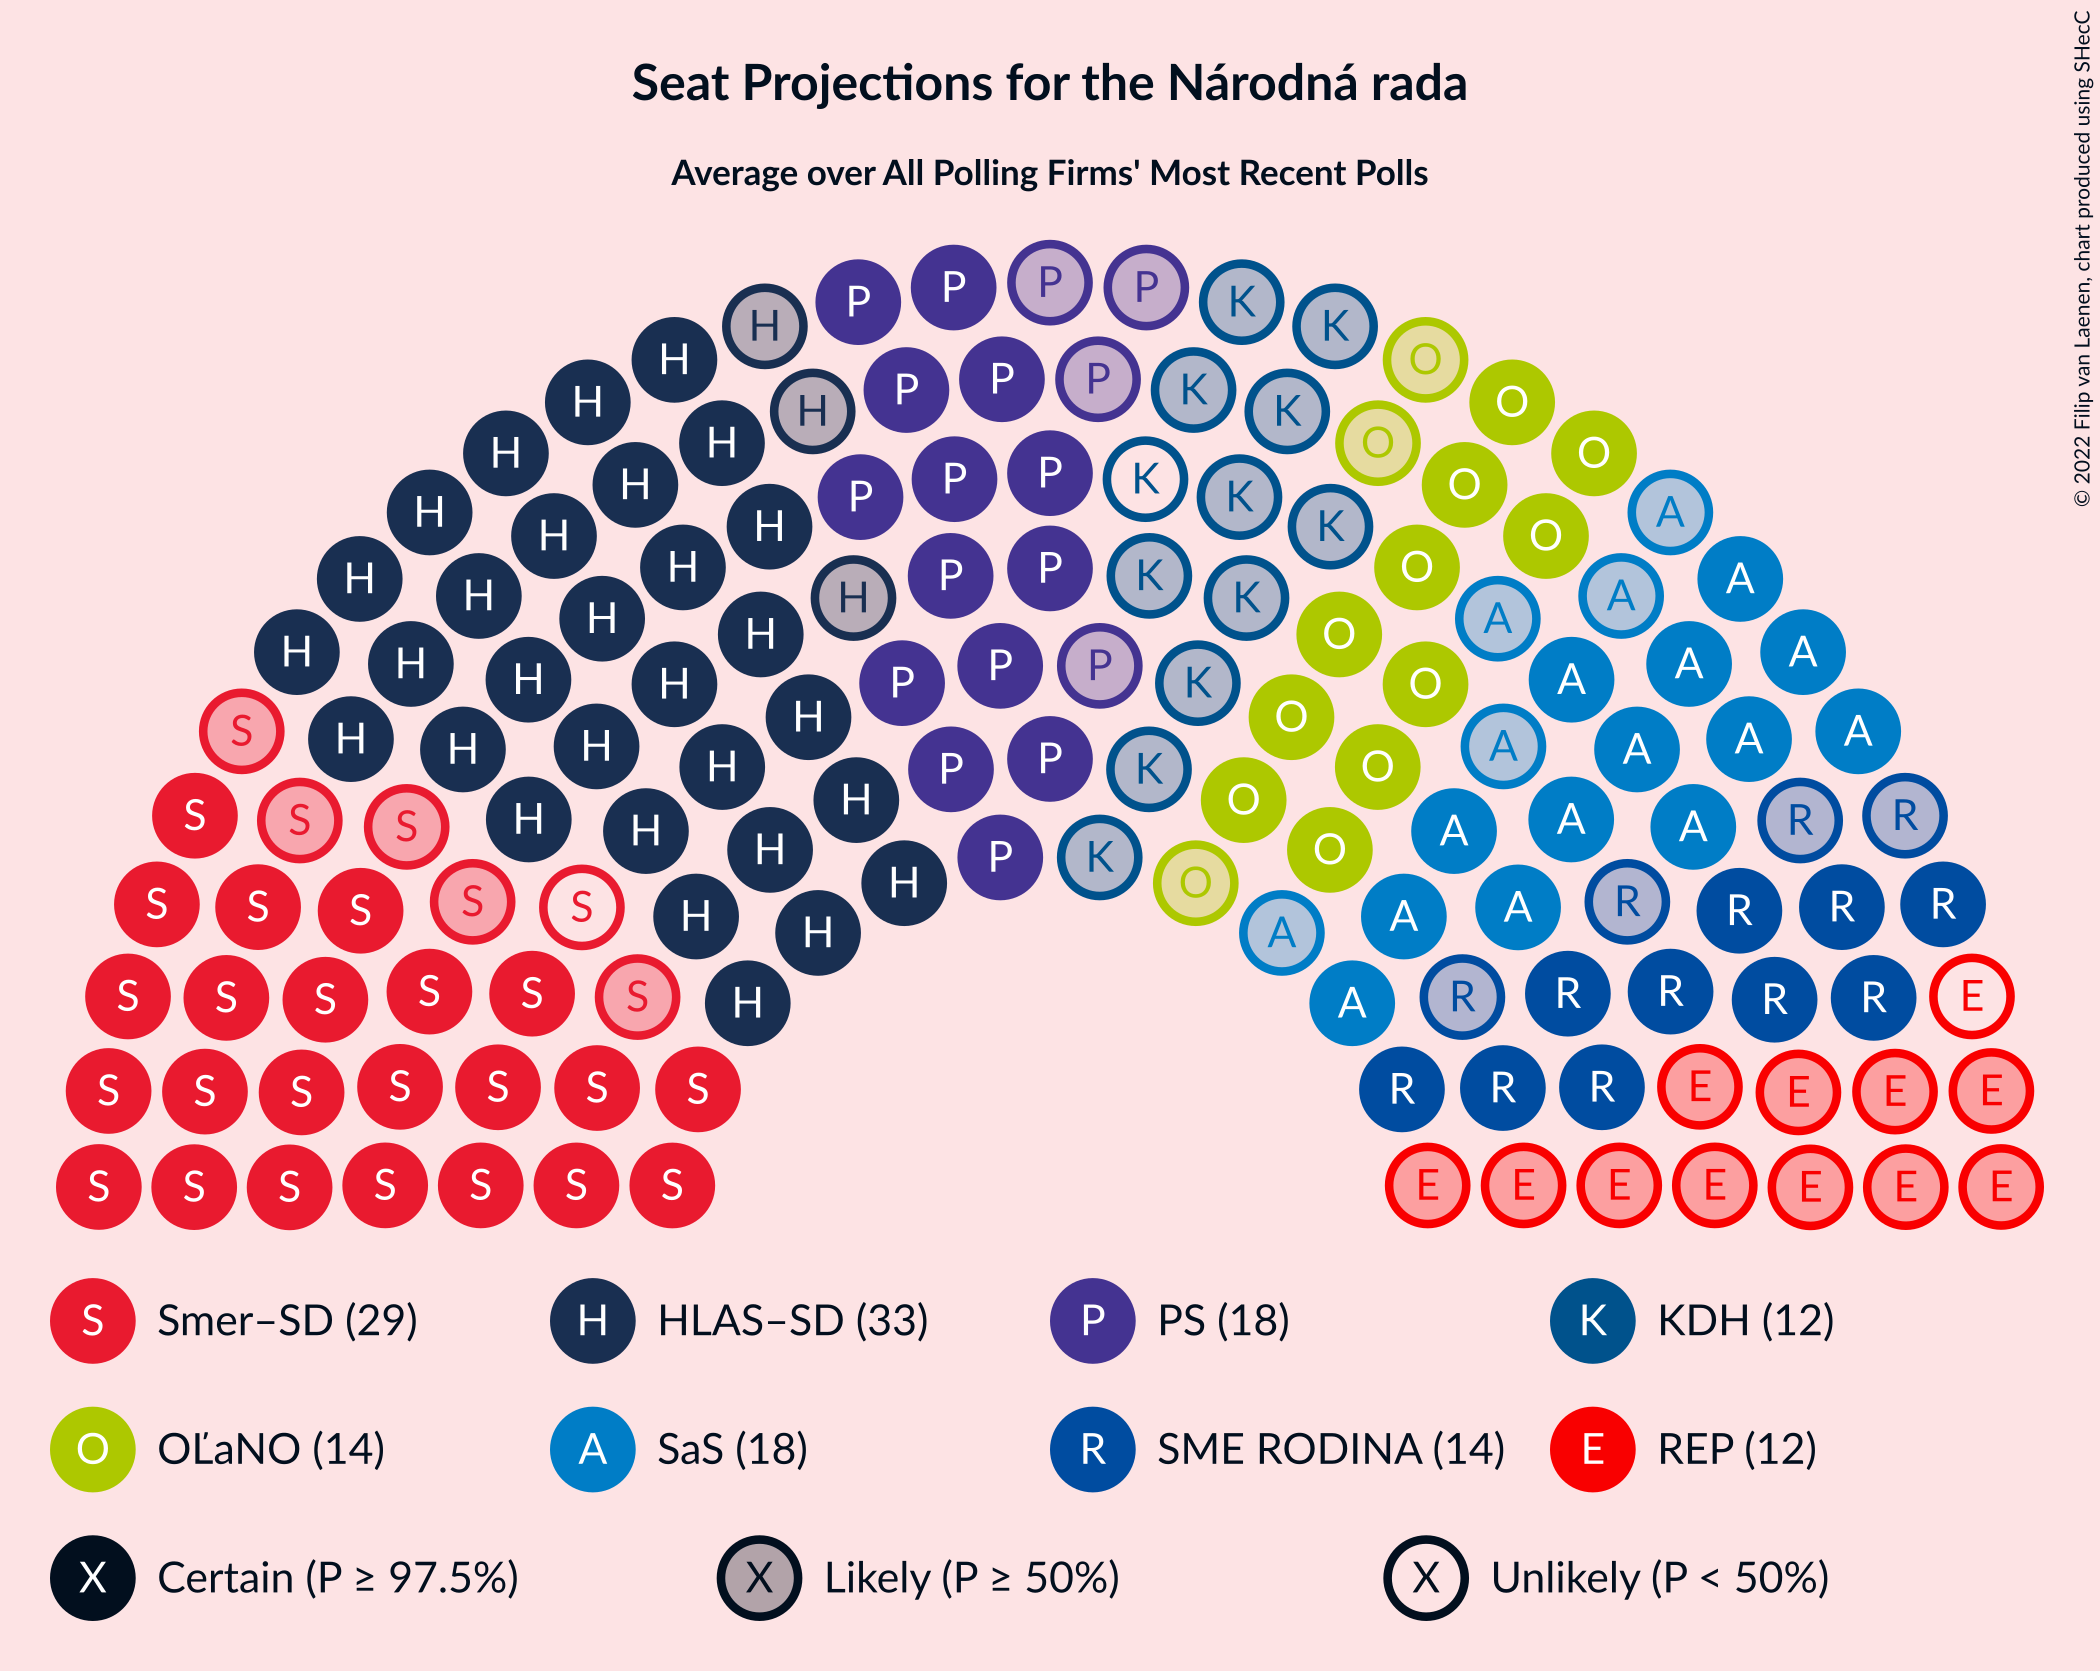 Seat Projections for the Národná rada
Average over All Polling Firms' Most Recent Polls
© 2022 Filip van Laenen, chart produced using SHecC
H P P P P K K
H H P P P K K O O
H H H P P P K K K O O O
H H H H P P K K O O O A
H H H H H P P P K O O A A A
S H H H H H P P K O O A A A A
S S S H H H H P K O O A A A R R
S S S S S H H H O A A A R R R R
S S S S S S H A R R R R R E
S S S S S S S R R R E E E E
S S S S S S S E E E E E E E
S Smer–SD (29) H HLAS–SD (33) P PS (18) K KDH (12)
O OĽaNO (14) A SaS (18) R SME RODINA (14) E REP (12)
X Certain (P ≥ 97.5%) X Likely (P ≥ 50%) X Unlikely (P < 50%)